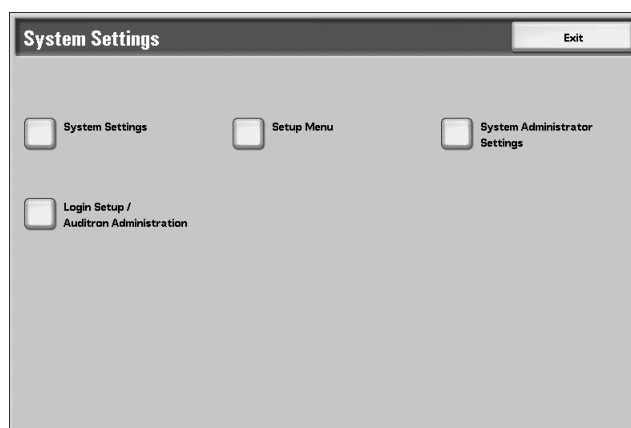 System Settings
Exit
System Settings
Setup Menu
System Administrator
Settings
Login Setup /
Auditron Administration